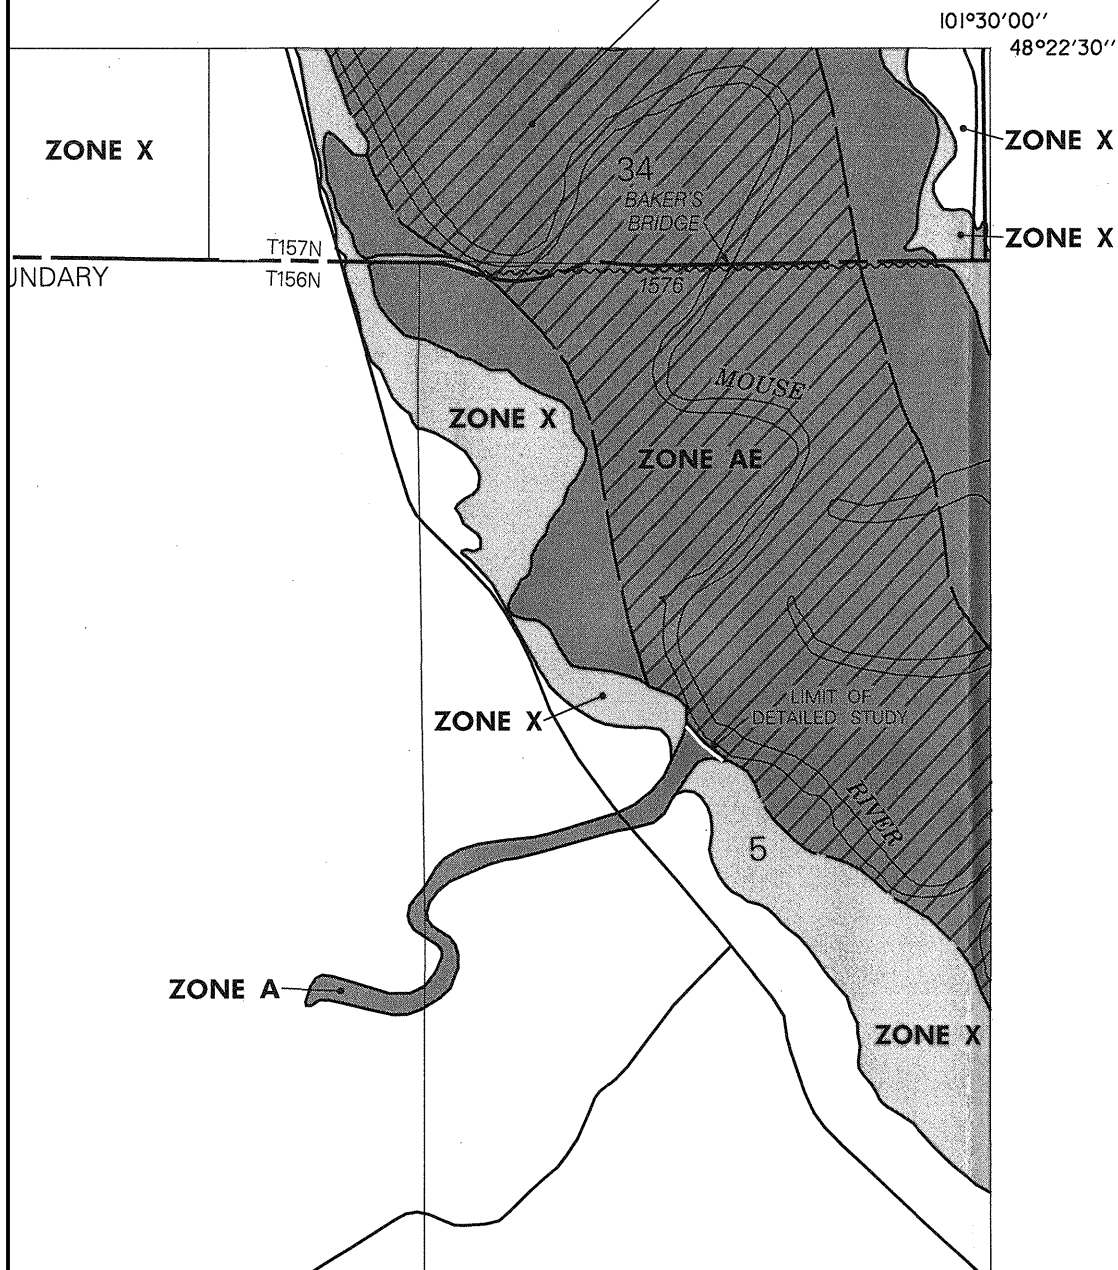 101°30'00''
48°22'30''
ZONE X
ZONE X
34
BAKER'S
BRIDGE
ZONE X
T157N
UNDARY
T156N
1576
MOUSE
ZONE X
ZONE AE
LIMIT OF
DETAILED STUDY
ZONE X
RIVER
5
ZONE A
ZONE X